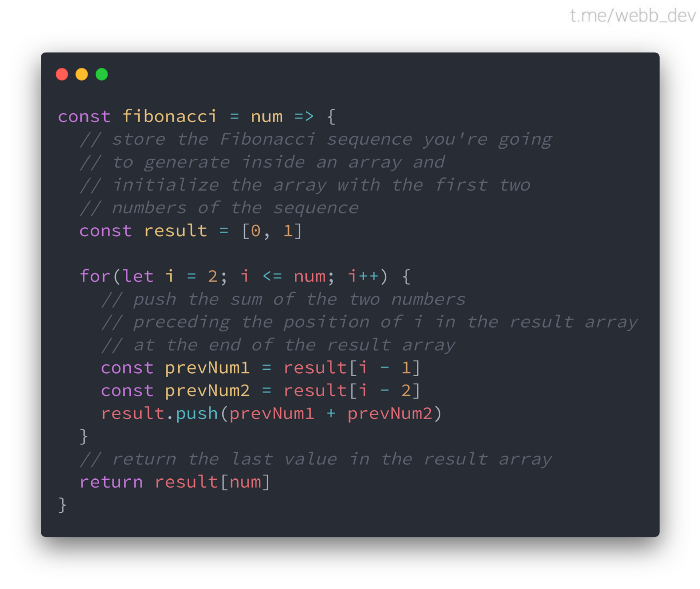 t.me/webb_dev
const fibonacci = num => {
// store the Fibonacci sequence you're going
// to generate inside an array and
// initialize the array with the first two
// numbers of the sequence
const result = [0, 1]
for(let i = 2; i <= num; i++) {
// push the sum of the two numbers
// preceding the position of i in the result array
// at the end of the result array
const prevNum1 = result[i - 1]
const prevNum2 = result[i - 2]
result.push(prevNum1 + prevNum2)
}
// return the last value in the result array
return result[num]
}